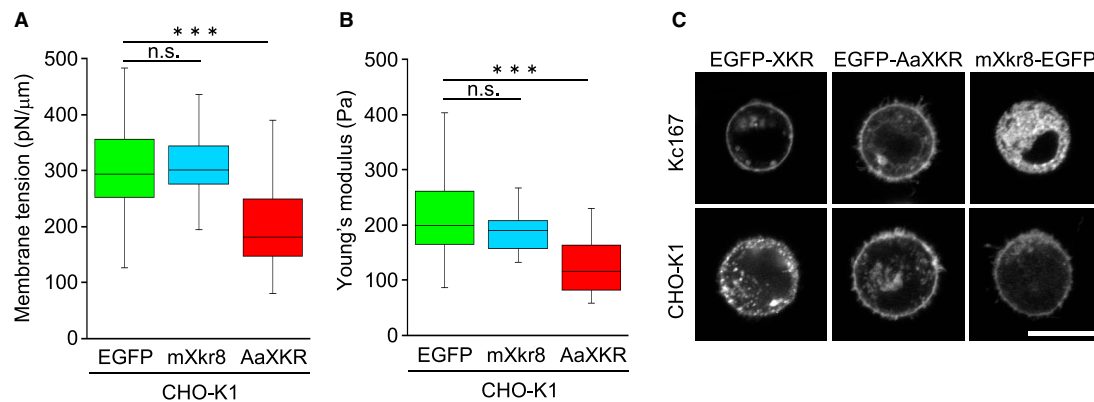 A
Membrane tension (pN/μm)
500
400
300
200
100
0
* * *
n.s.
EGFP mXkr8 AaXKR
CHO-K1
B
Young's modulus (Pa)
500
400
300
200
100
0
* * *
n.s.
EGFP mXkr8 AaXKR
CHO-K1
C
EGFP-XKR EGFP-AaXKR mXkr8-EGFP
Kc167
CHO-K1